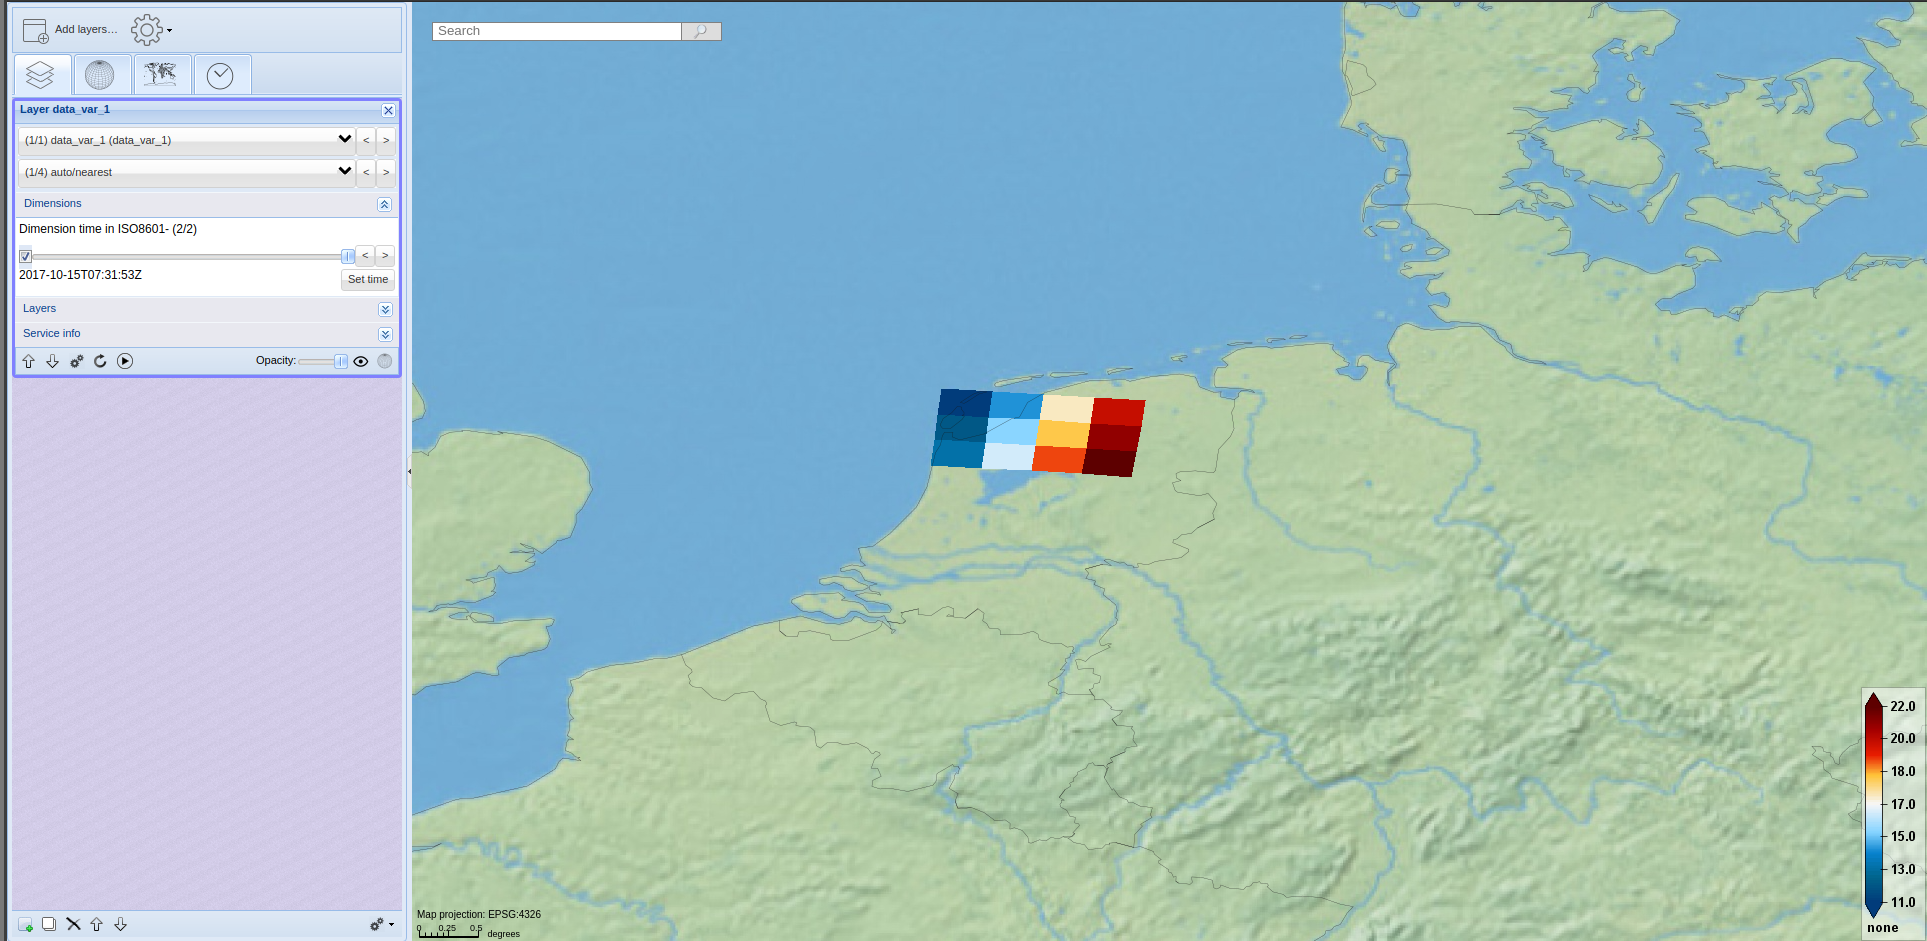 Add layers...
Layer data_var_1
(1/1) data_var_1 (data_var_1)
< >
(1/4) auto/nearest
< >
Dimensions
Dimension time in ISO8601- (2/2)
< >
2017-10-15T07:31:53Z
Set time
Layers
Service info
Opacity:
Search
22.0
20.0
18.0
17.0
15.0
13.0
11.0
none
Map projection: EPSG:4326
0 0.25 0.5
degrees